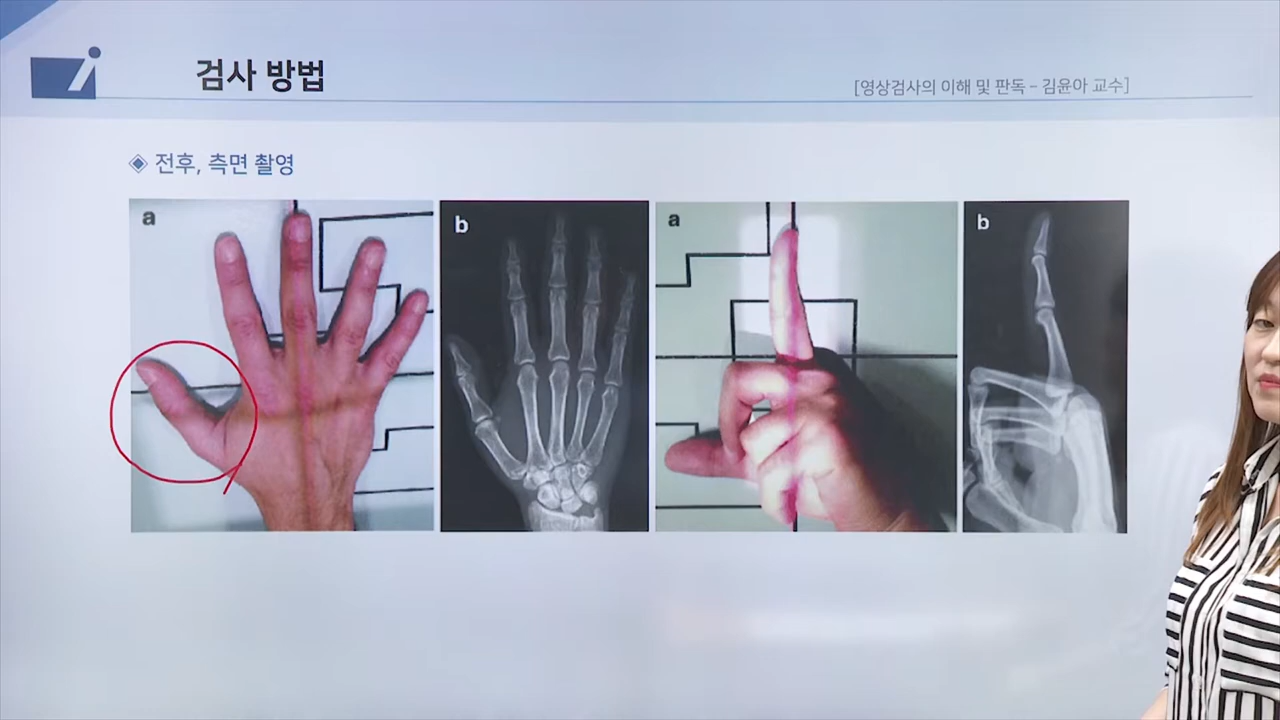 검사 방법
[영상검사의 이해 및 판독 - 김윤아 교수]
◈ 전후, 측면 촬영
a
b
a
b